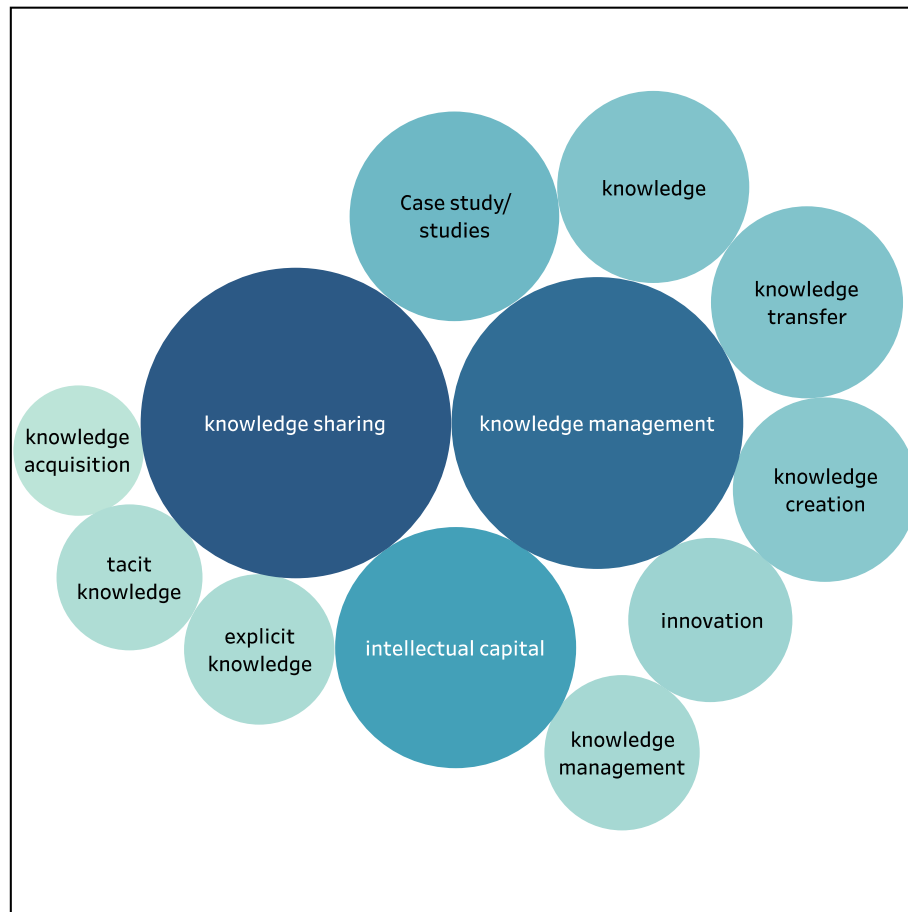 Case study/
studies
knowledge
knowledge
transfer
knowledge sharing
knowledge management
knowledge
acquisition
knowledge
creation
tacit
knowledge
explicit
knowledge
intellectual capital
innovation
knowledge
management